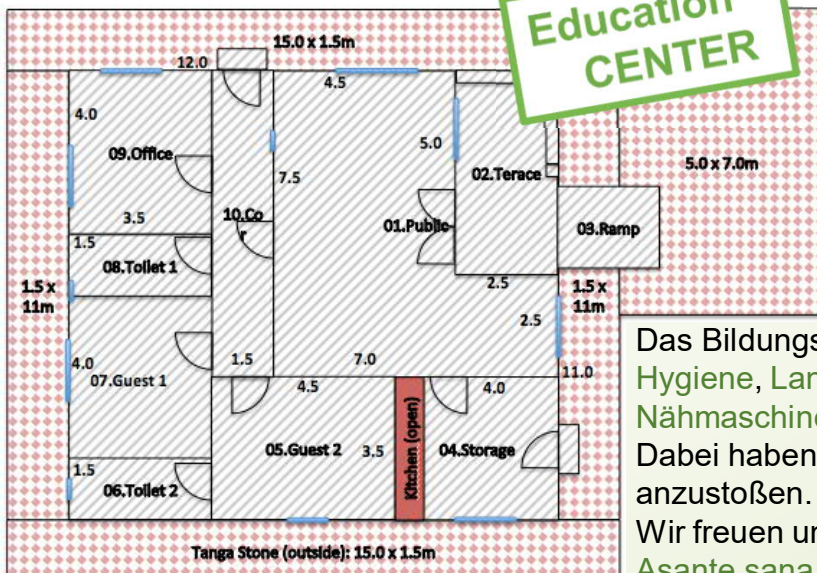 Education
CENTER
15.0 x 1.5m
12.0
4.5
4.0
09.Office
5.0
02.Terace
5.0 x 7.0m
7.5
3.5
10.Co
r
01.Public
03.Ramp
1.5
08.Toilet 1
2.5
1.5 x
11m
1.5 x
11m
2.5
4.0
07.Guest 1
1.5
7.0
11.0
4.5
4.0
05.Guest 2
3.5
Kitchen (open)
04.Storage
1.5
06.Toilet 2
Tanga Stone (outside): 15.0 x 1.5m
Das Bildungs
Hygiene, Lan
Nähmaschine
Dabei haben
anzustoßen.
Wir freuen un
Asante sana